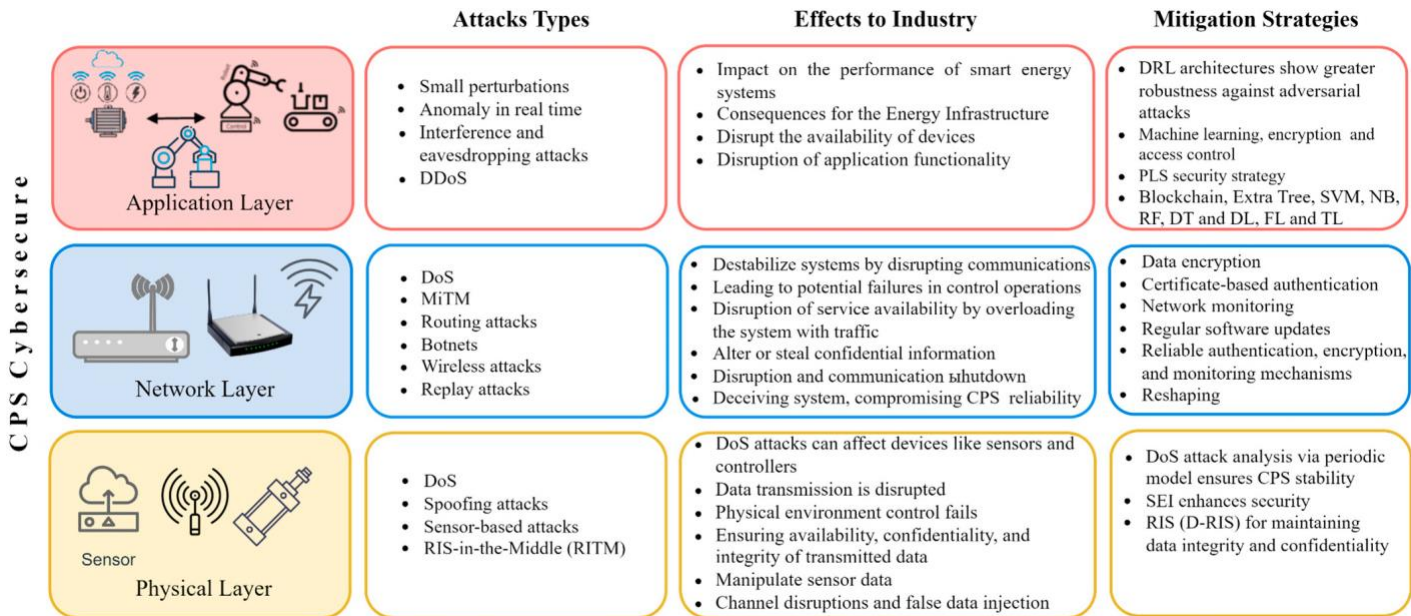 Attacks Types
Effects to Industry
Mitigation Strategies
CPS Cybersecure
Control
Application Layer
• Small perturbations
• Anomaly in real time
• Interference and
eavesdropping attacks
• DDoS
• Impact on the performance of smart energy
systems
• Consequences for the Energy Infrastructure
• Disrupt the availability of devices
• Disruption of application functionality
• DRL architectures show greater
robustness against adversarial
attacks
• Machine learning, encryption and
access control
• PLS security strategy
• Blockchain, Extra Tree, SVM, NB,
RF, DT and DL, FL and TL
Network Layer
• DoS
• MiTM
• Routing attacks
• Botnets
• Wireless attacks
• Replay attacks
• Destabilize systems by disrupting communications
• Leading to potential failures in control operations
• Disruption of service availability by overloading
the system with traffic
• Alter or steal confidential information
• Disruption and communication ыhutdown
• Deceiving system, compromising CPS reliability
• Data encryption
• Certificate-based authentication
• Network monitoring
• Regular software updates
• Reliable authentication, encryption,
and monitoring mechanisms
• Reshaping
Sensor
Physical Layer
• DoS
• Spoofing attacks
• Sensor-based attacks
• RIS-in-the-Middle (RITM)
• DoS attacks can affect devices like sensors and
controllers
• Data transmission is disrupted
• Physical environment control fails
• Ensuring availability, confidentiality, and
integrity of transmitted data
• Manipulate sensor data
• Channel disruptions and false data injection
• DoS attack analysis via periodic
model ensures CPS stability
• SEI enhances security
• RIS (D-RIS) for maintaining
data integrity and confidentiality